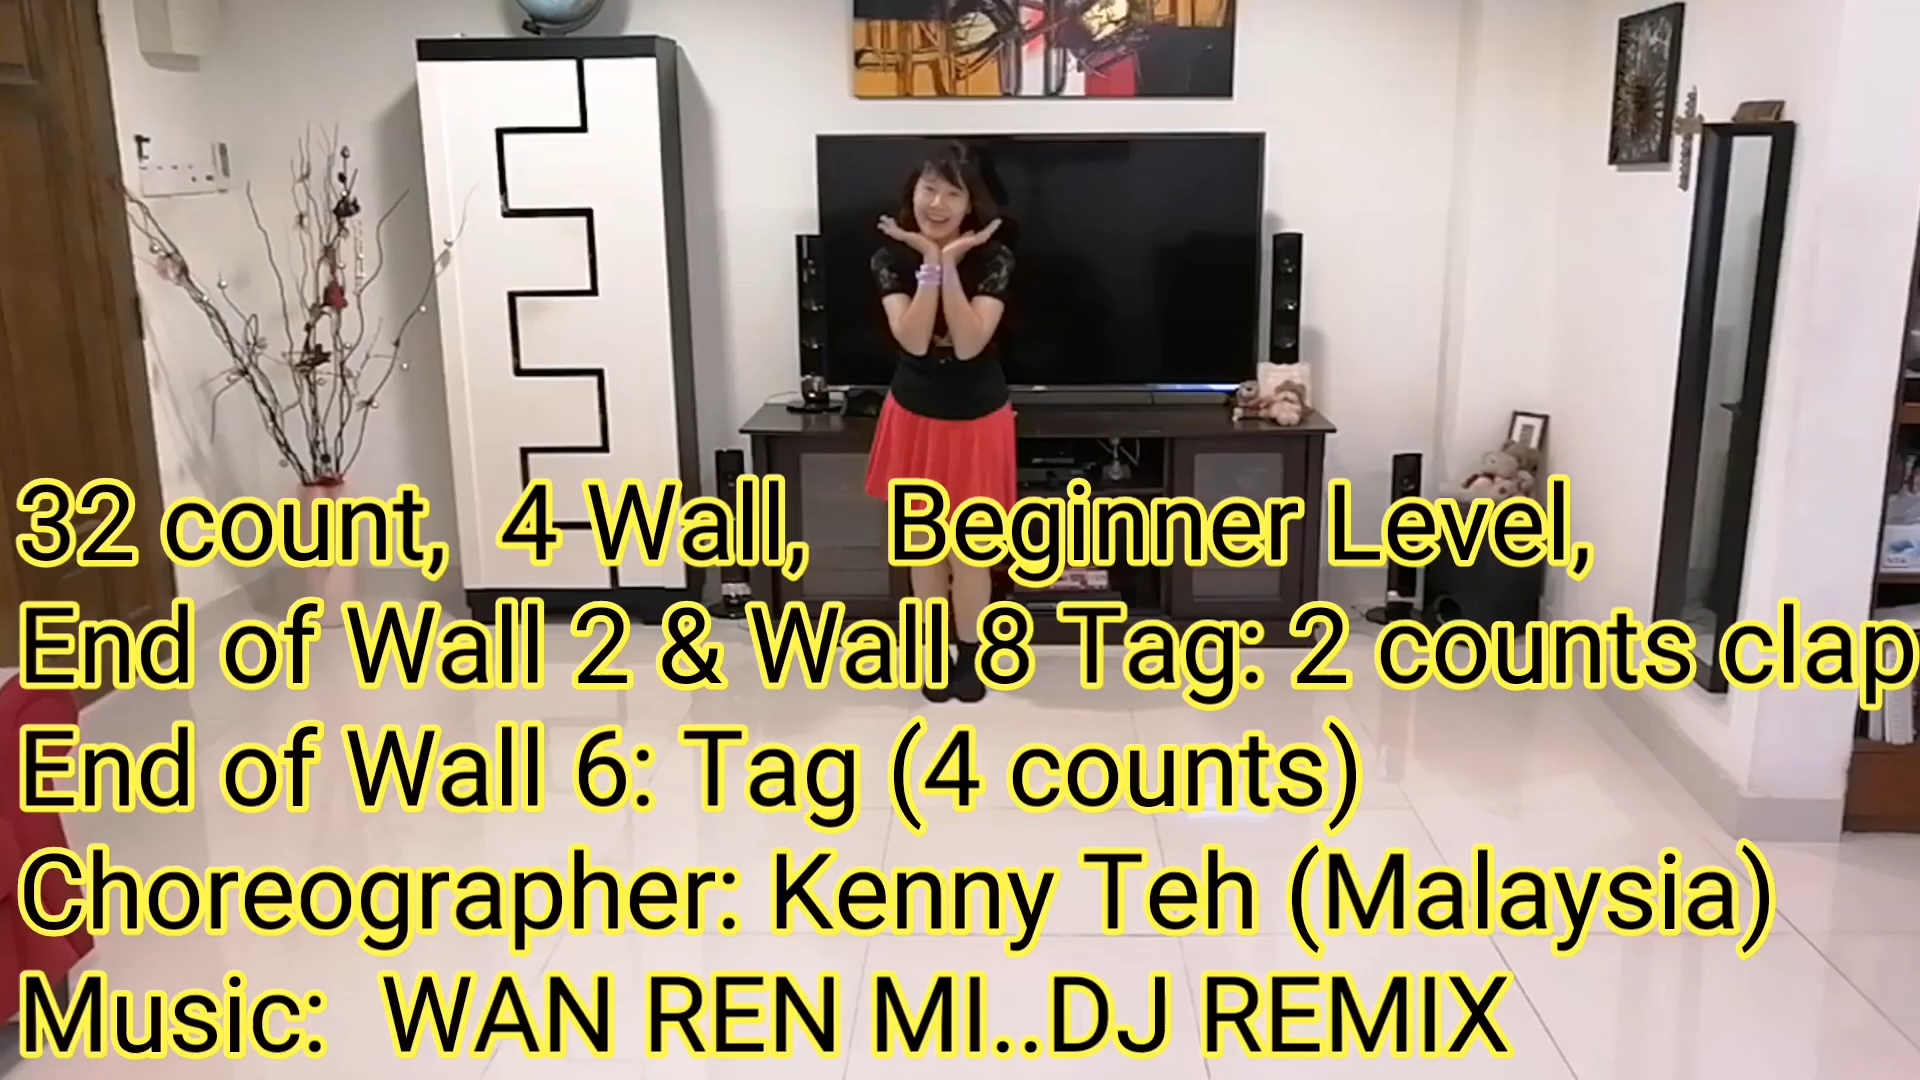 32 count, 4 Wall, Beginner Level,
End of Wall 2 & Wall 8 Tag: 2 counts clap
End of Wall 6: Tag (4 counts)
Choreographer: Kenny Teh (Malaysia)
Music: WAN REN MI..DJ REMIX